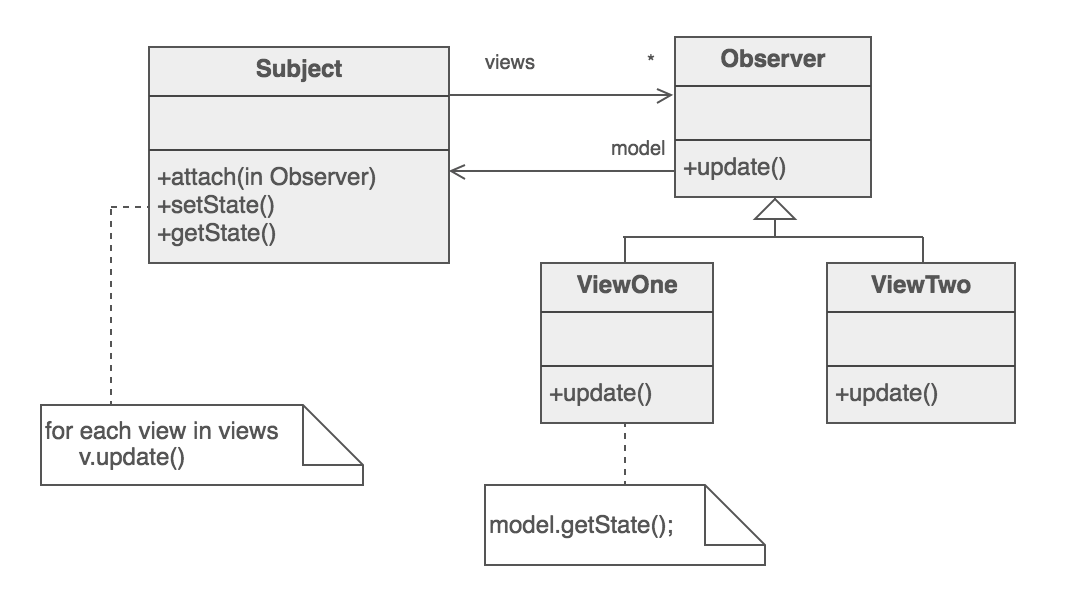 Subject
+attach(in Observer)
+setState()
+getState()
views
*
model
Observer
+update()
ViewOne
+update()
ViewTwo
+update()
for each view in views
v.update()
model.getState();